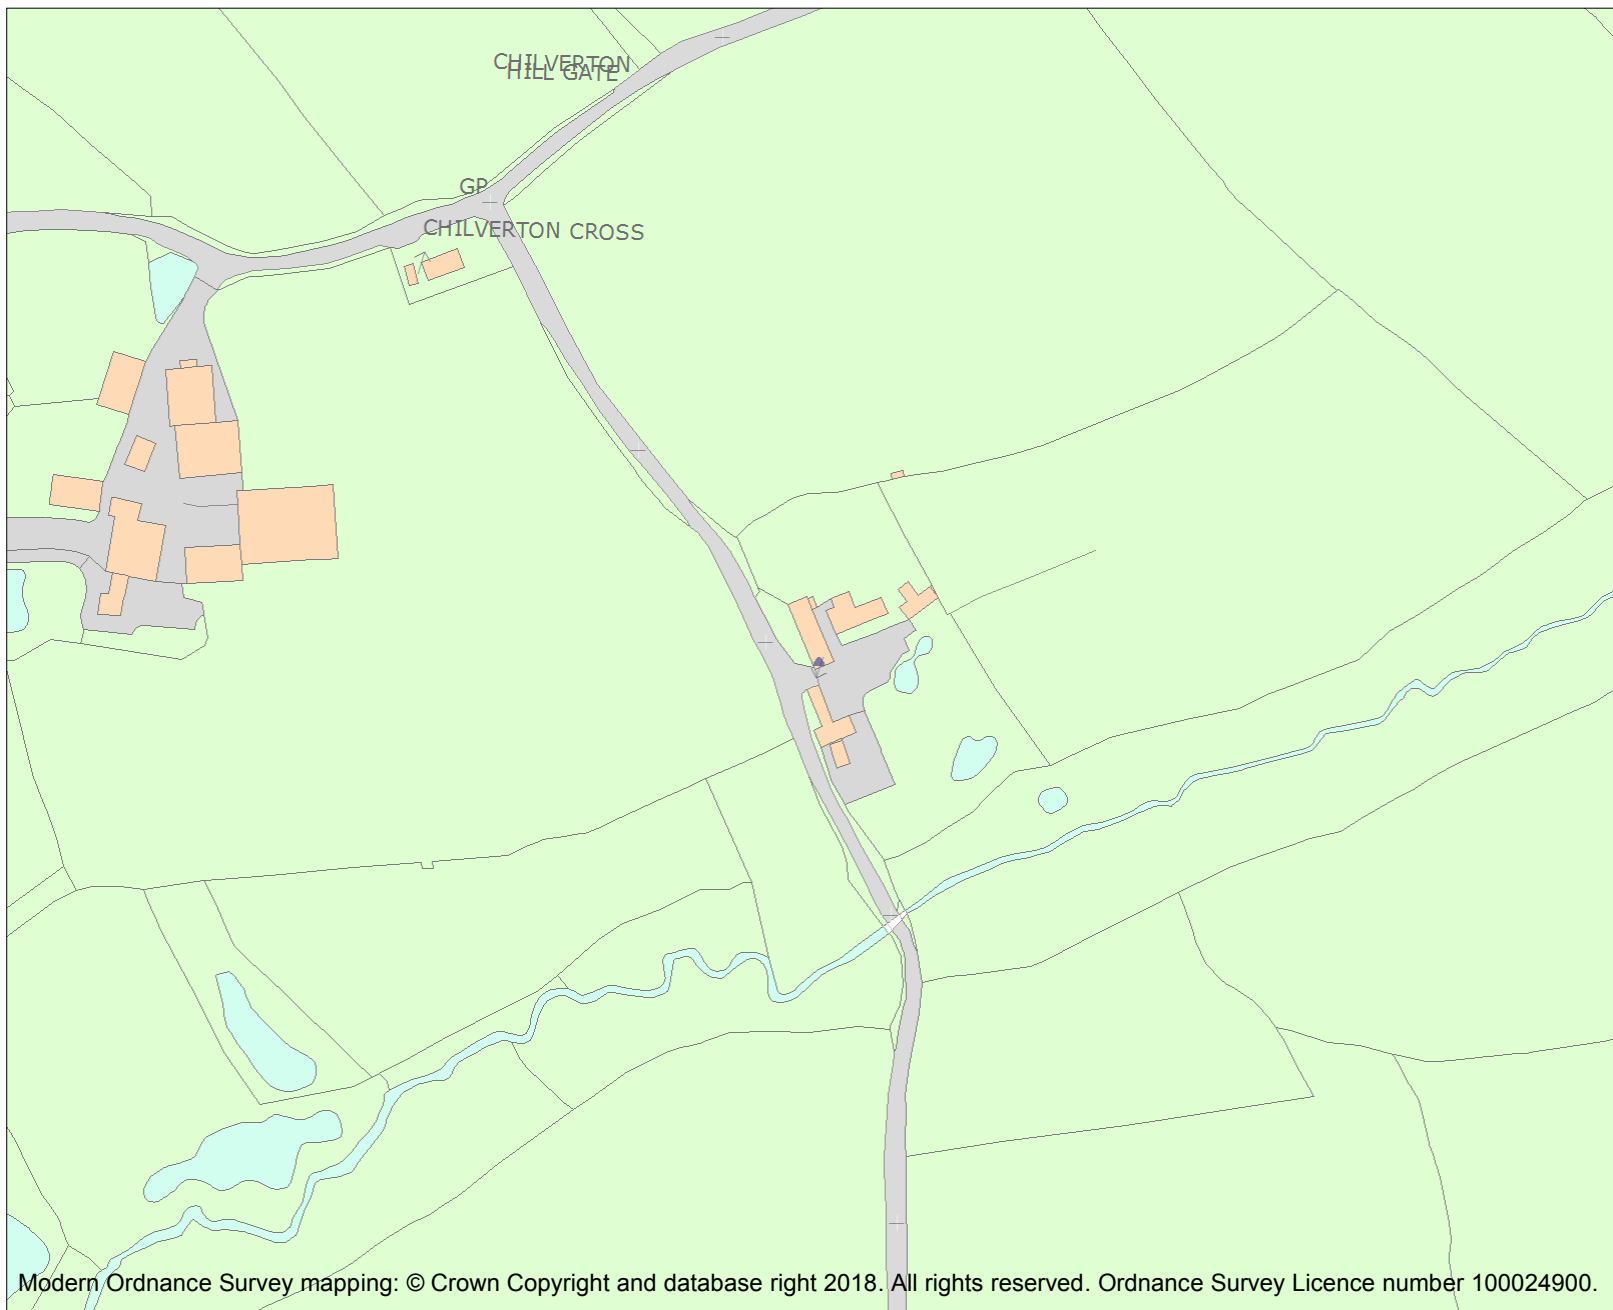 CHILVERTON
HILL GATE
GP
CHILVERTON CROSS
Modern Ordnance Survey mapping: © Crown Copyright and database right 2018. All rights reserved. Ordnance Survey Licence number 100024900.